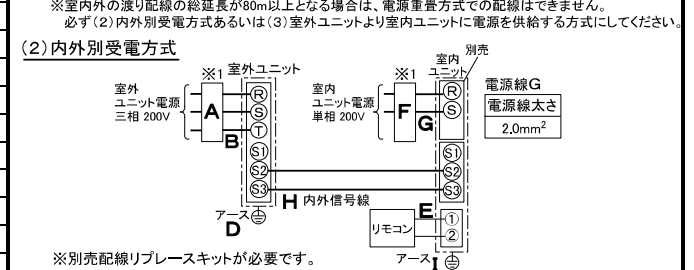 ※室内外の渡り配線の総延長が80m以上となる場合は、電源重畳方式での配線はできません。
必ず(2)内外別受電方式あるいは(3)室外ユニットより室内ユニットに電源を供給する方式にしてください。
(2)内外別受電方式
※1 室外ユニット
室外
ユニット電源
三相 200V
A
B
R
S
T
S1
S2
S3
アース
D
※1
室内
ユニット
別売
室内
ユニット電源
単相 200V
F
G
R
S
S1
S2
S3
H 内外信号線
E
リモコン
①
②
アース I
電源線G
電源線太さ
2.0mm²
※別売配線リプレースキットが必要です。